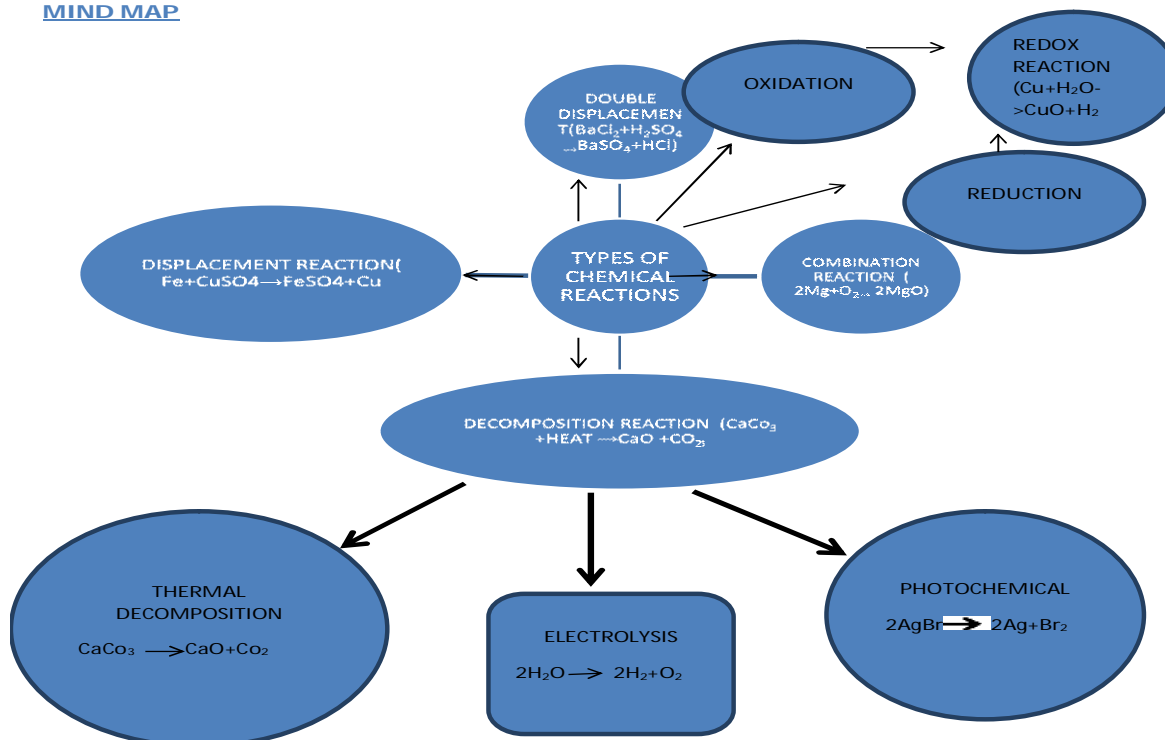 MIND MAP
REDOX
REACTION
(Cu+H₂O-
>CuO+H₂
OXIDATION
DOUBLE
DISPLACEMEN
T(BaCl₂+H₂SO₄
→BaSO₄+HCl)
REDUCTION
DISPLACEMENT REACTION(
Fe+CuSO4→FeSO4+Cu
TYPES OF
CHEMICAL
REACTIONS
COMBINATION
REACTION (
2Mg+O₂→ 2MgO)
DECOMPOSITION REACTION (CaCo₃
+HEAT →CaO +CO₂)
THERMAL
DECOMPOSITION
CaCo₃ →CaO+Co₂
ELECTROLYSIS
2H₂O→ 2H₂+O₂
PHOTOCHEMICAL
2AgBr→ 2Ag+Br₂